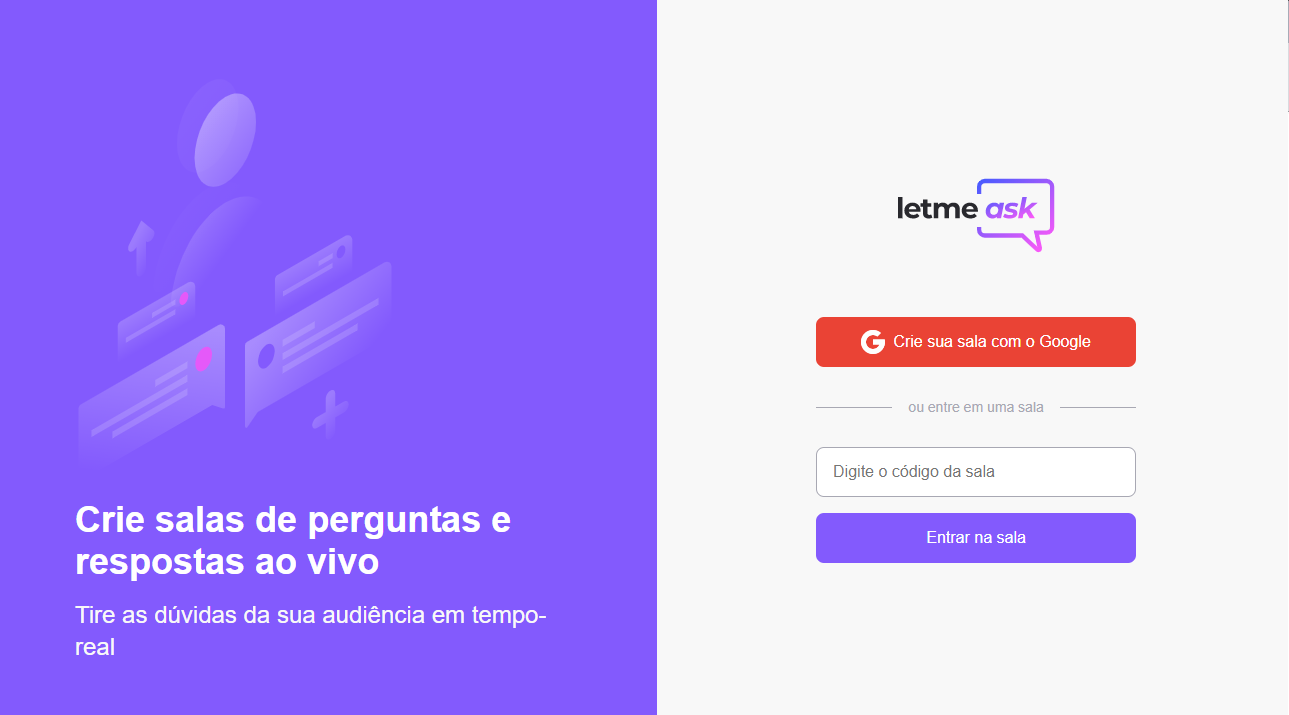 Crie salas de perguntas e
respostas ao vivo
Tire as dúvidas da sua audiência em tempo-
real
letme ask
Crie sua sala com o Google
ou entre em uma sala
Digite o código da sala
Entrar na sala